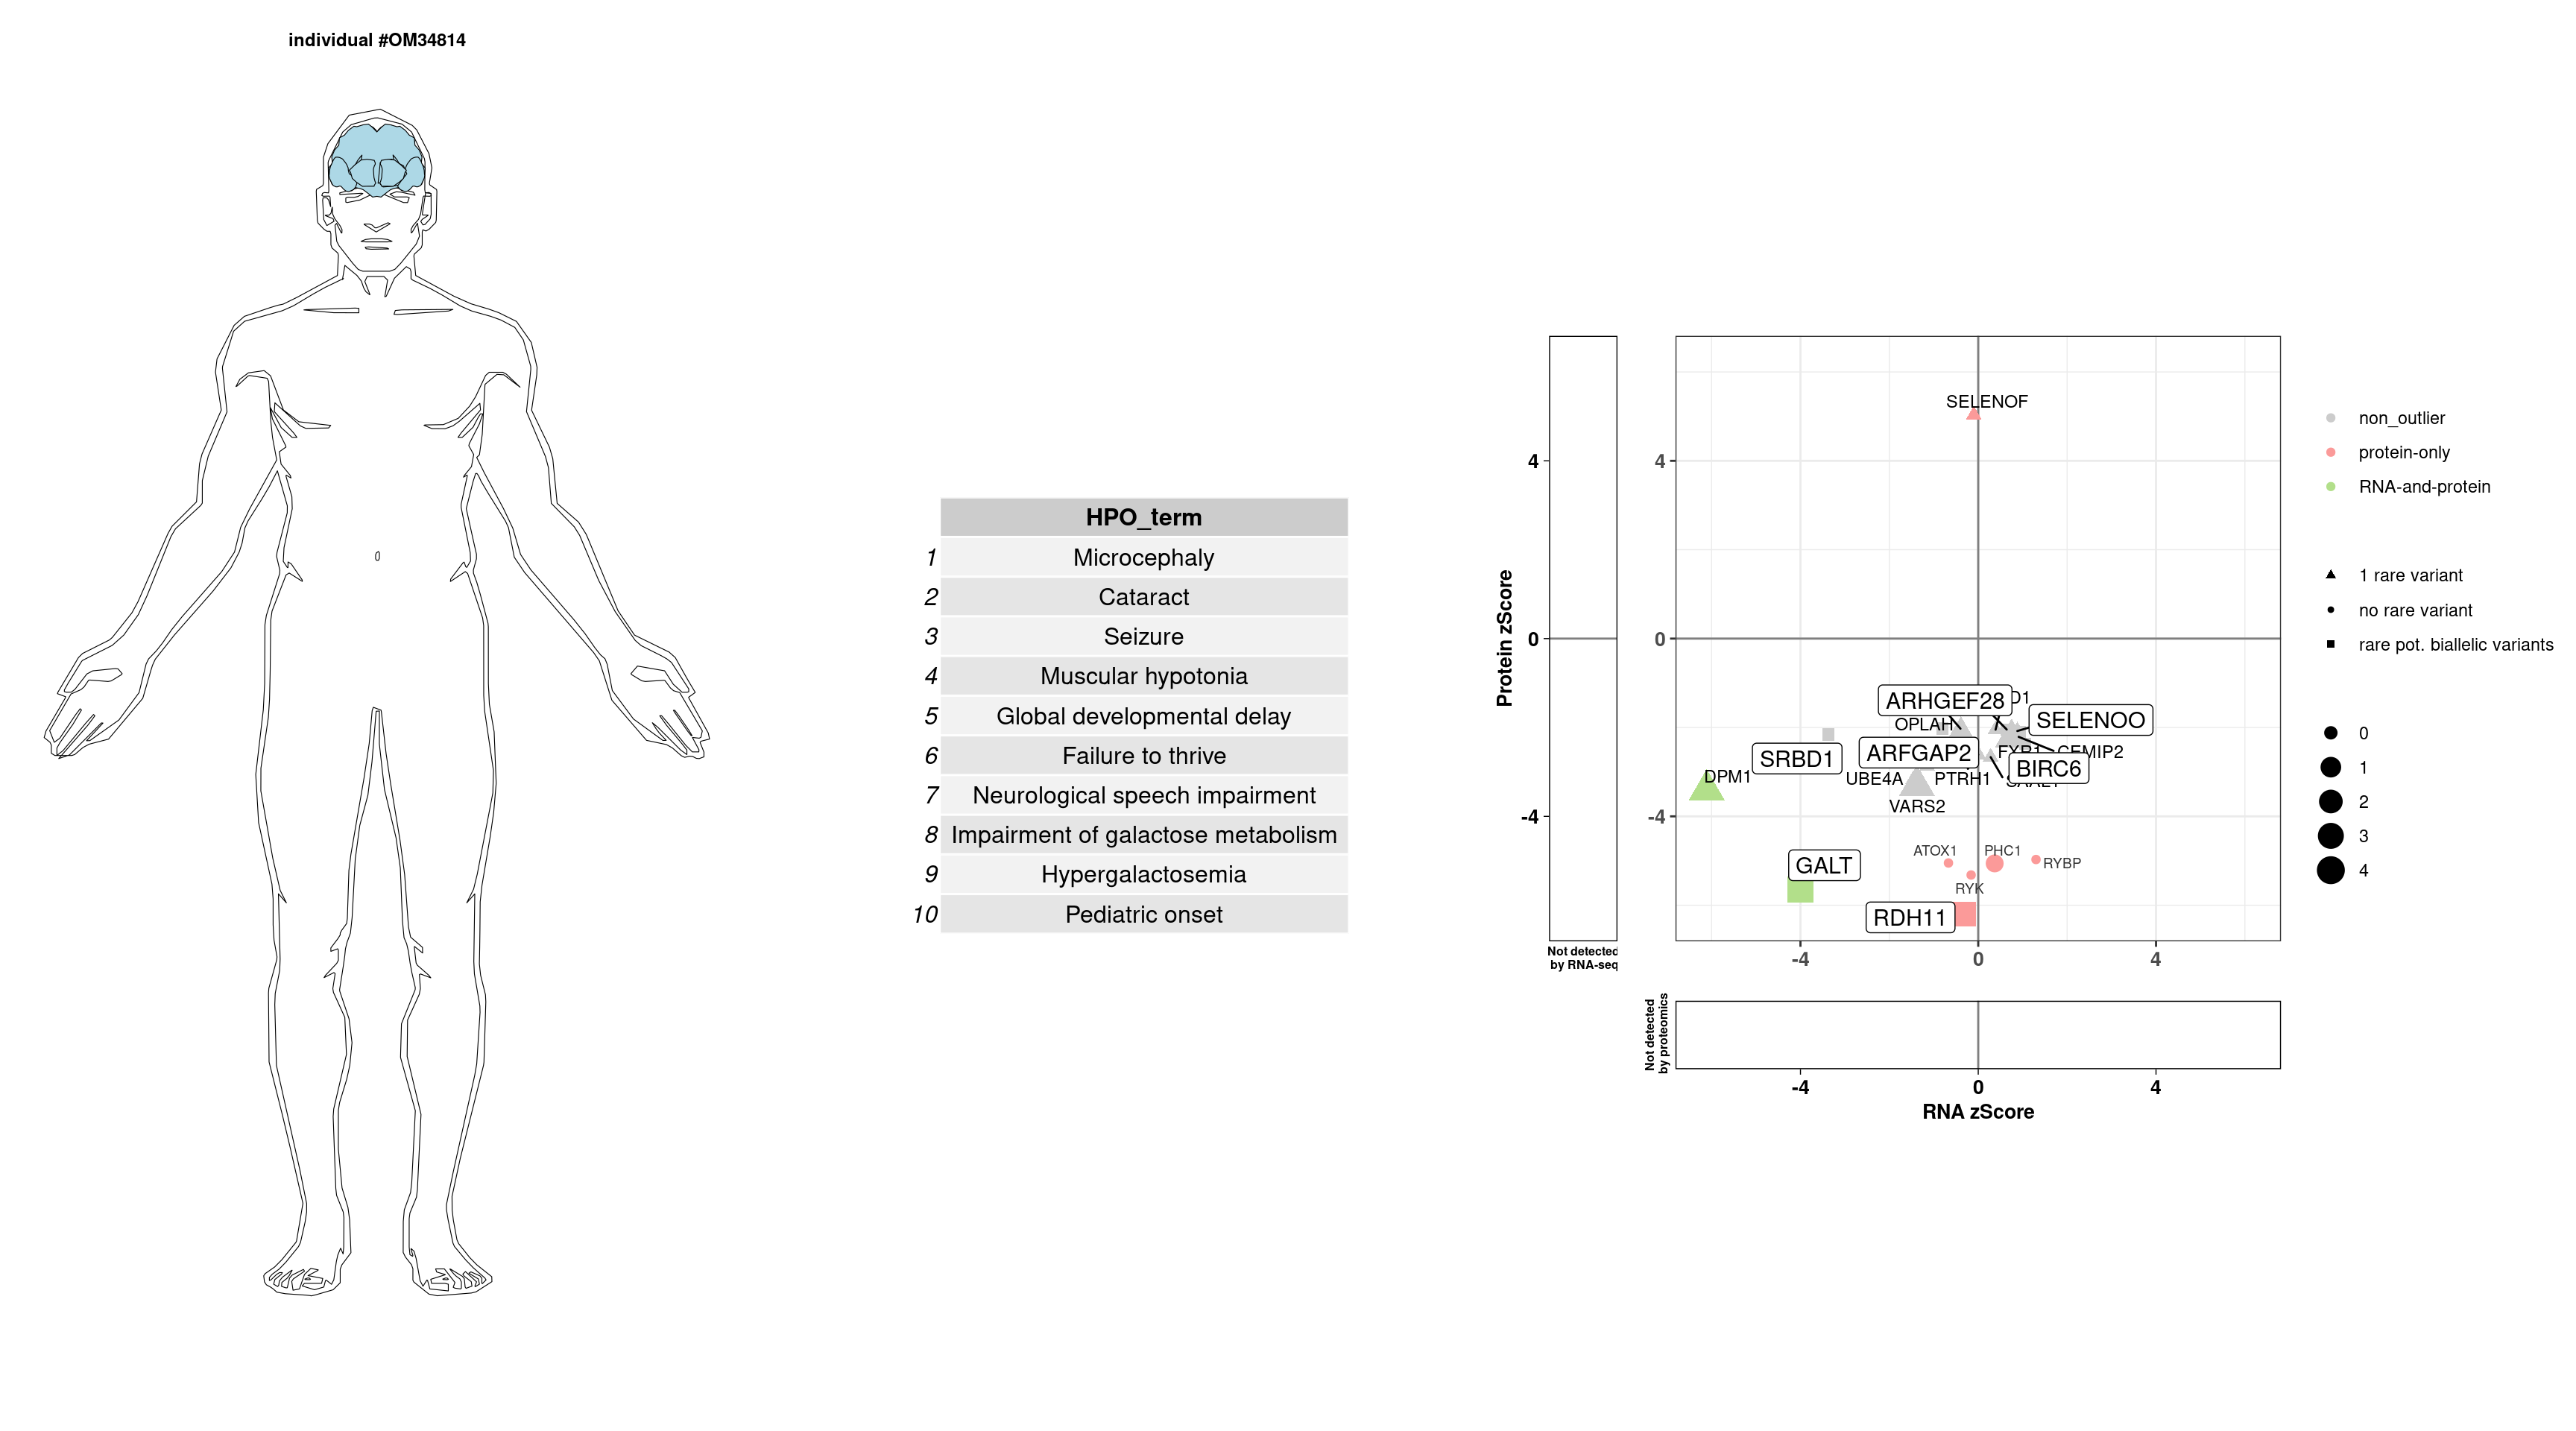 individual #OM34814
HPO_term
1 Microcephaly
2 Cataract
3 Seizure
4 Muscular hypotonia
5 Global developmental delay
6 Failure to thrive
7 Neurological speech impairment
8 Impairment of galactose metabolism
9 Hypergalactosemia
10 Pediatric onset
Protein zScore
4
0
-4
Not detected
by RNA-seq
4
0
-4
SELENOF
ARHGEF28
OPLAH
SELENOO
SRBD1
ARFGAP2
BIRC6
DPM1
UBE4A
PTRH1
VARS2
GALT
ATOX1
PHC1
RYBP
RYK
RDH11
-4
0
4
Not detected
by proteomics
-4
0
4
RNA zScore
non_outlier
protein-only
RNA-and-protein
1 rare variant
no rare variant
rare pot. biallelic variants
0
1
2
3
4